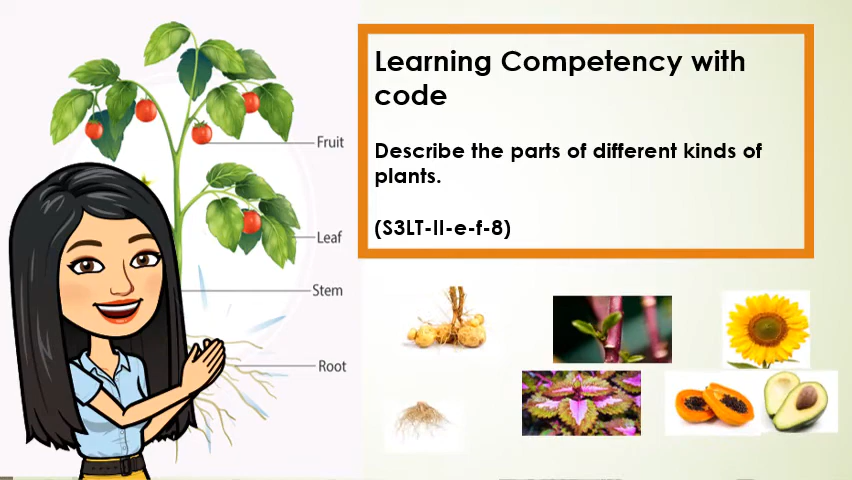 Learning Competency with
code
Describe the parts of different kinds of
plants.
(S3LT-II-e-f-8)
Fruit
Leaf
Stem
Root